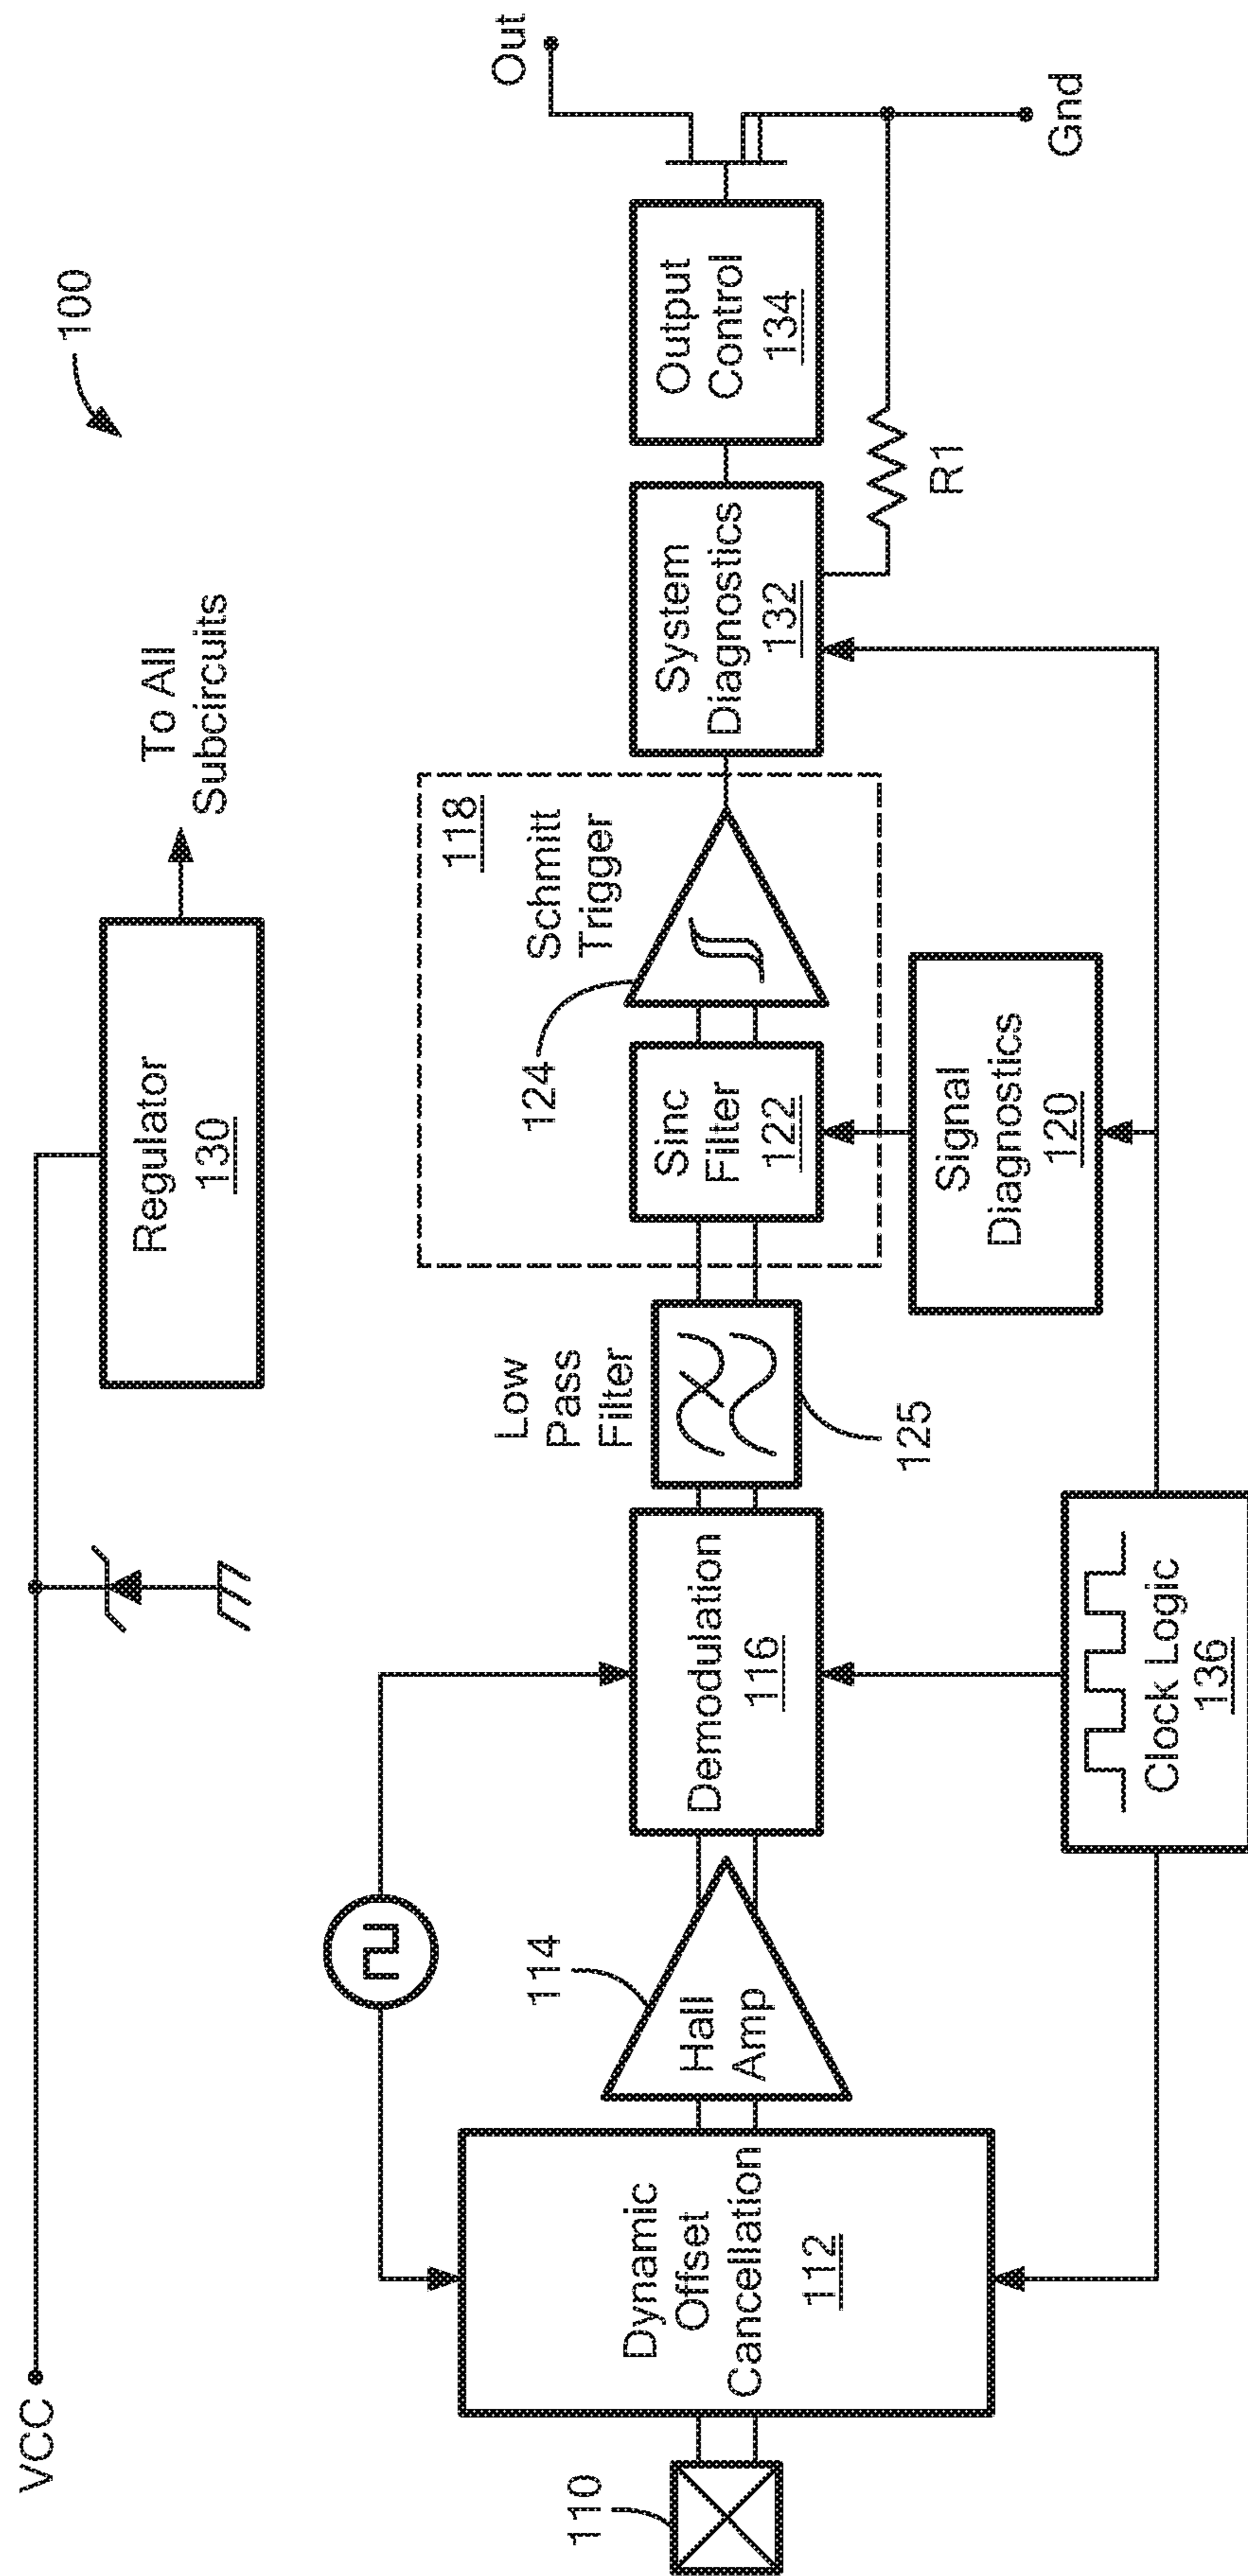 100
VCC
Regulator
130
To All
Subcircuits
110
Dynamic
Offset
Cancellation
112
114
Hall
Amp
Demodulation
116
Low
Pass
Filter
125
118
Sinc
Filter
122
124
Schmitt
Trigger
System
Diagnostics
132
Output
Control
134
Out
Gnd
R1
Signal
Diagnostics
120
Clock Logic
136